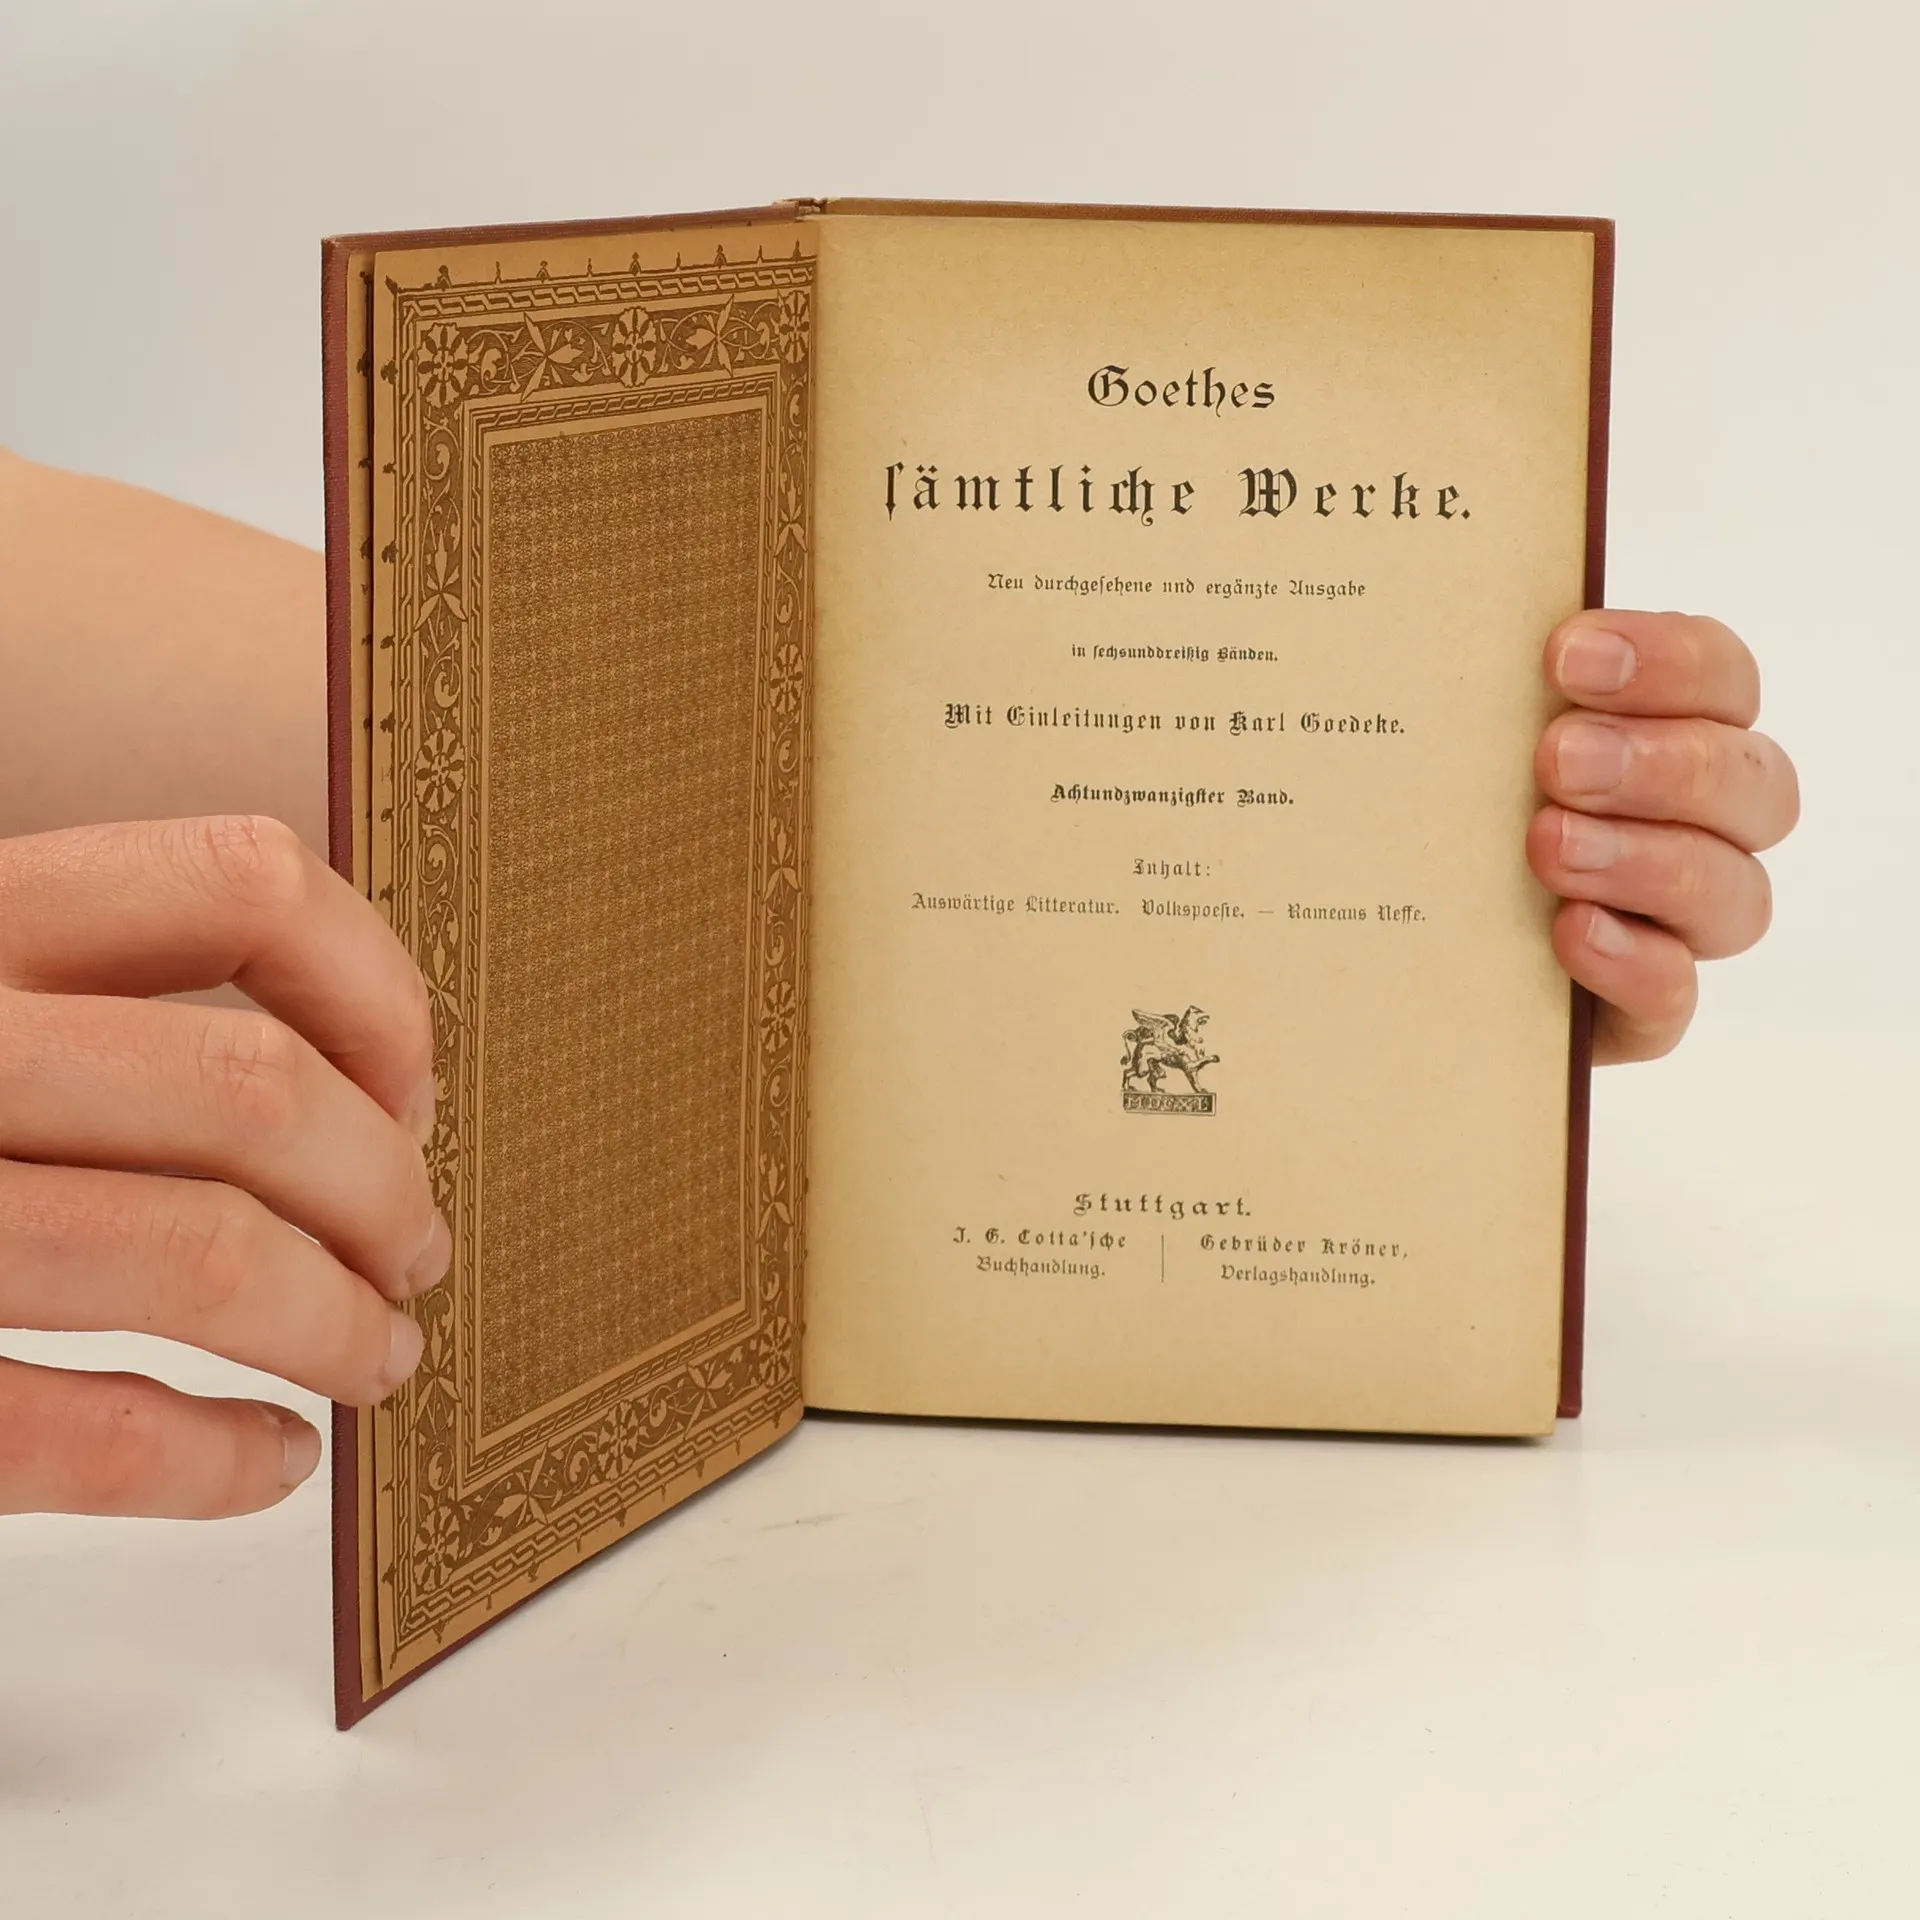 Goethes
ſämtliche Werke.
Neu durchgeſehene und ergänzte Ausgabe
in ſechsunddreißig Bänden.
Mit Einleitungen von Karl Goedeke.
Achtundzwanzigſter Band.
Inhalt:
Auswärtige Litteratur. Volkspoeſie. — Rameaus Neffe.
Stuttgart.
J. G. Cotta'ſche
Buchhandlung.
Gebrüder Kröner,
Verlagshandlung.